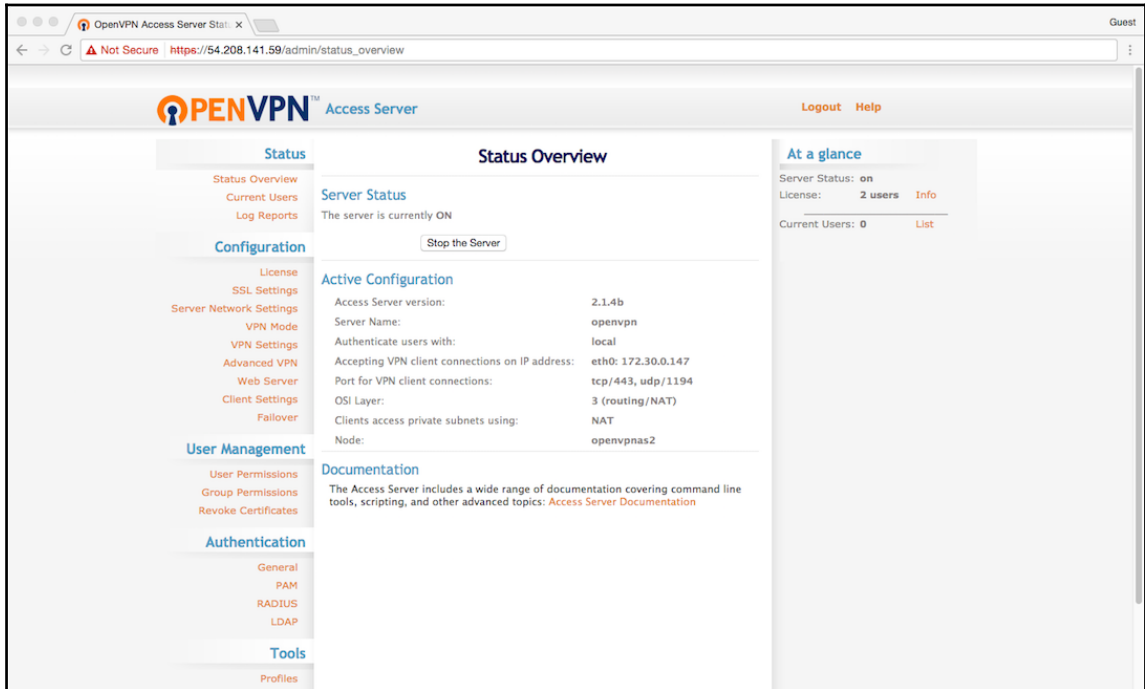 OpenVPN Access Server Stat
Guest
Not Secure https://54.208.141.59/admin/status_overview
OPENVPN™ Access Server
Logout Help
Status
Status Overview
Current Users
Log Reports
Configuration
License
SSL Settings
Server Network Settings
VPN Mode
VPN Settings
Advanced VPN
Web Server
Client Settings
Failover
User Management
User Permissions
Group Permissions
Revoke Certificates
Authentication
General
PAM
RADIUS
LDAP
Tools
Profiles
Status Overview
Server Status
The server is currently ON
Stop the Server
Active Configuration
Access Server version: 2.1.4b
Server Name: openvpn
Authenticate users with: local
Accepting VPN client connections on IP address: eth0: 172.30.0.147
Port for VPN client connections: tcp/443, udp/1194
OSI Layer: 3 (routing/NAT)
Clients access private subnets using: NAT
Node: openvpnas2
Documentation
The Access Server includes a wide range of documentation covering command line
tools, scripting, and other advanced topics: Access Server Documentation
At a glance
Server Status: on
License: 2 users Info
Current Users: 0 List